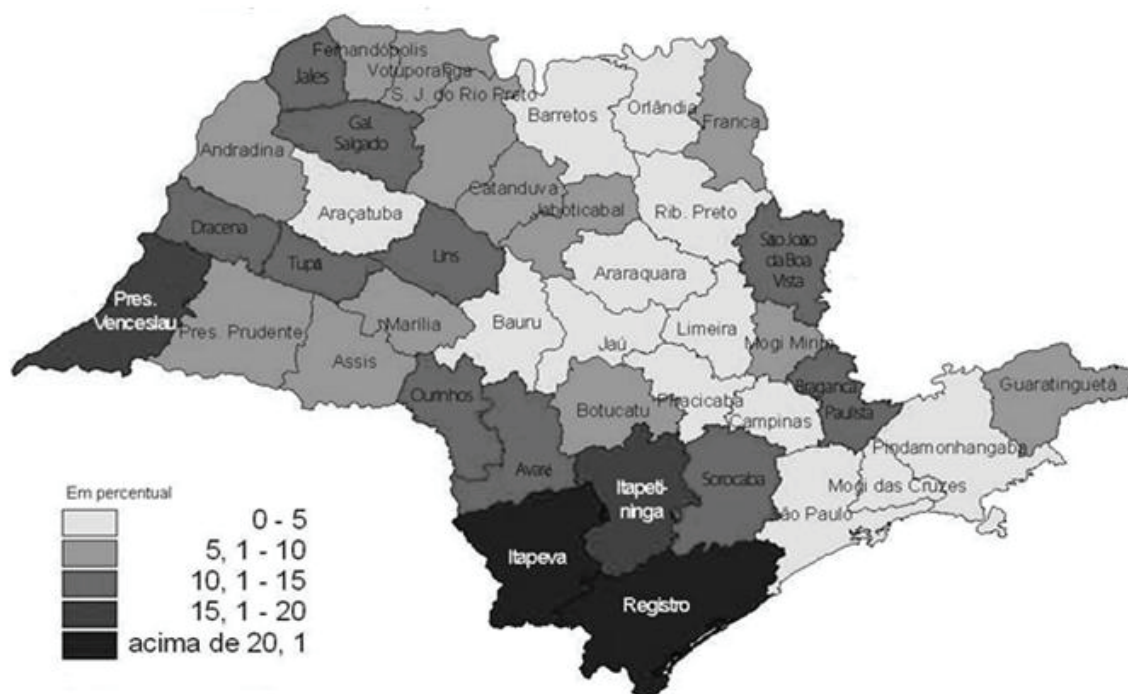 Fernandópolis
Votuporanga
Jales
S. J. do Rio Preto
Orlândia
Barretos
Franca
Gal.
Salgado
Andradina
Catanduva
Jaboticabal
Araçatuba
Rib. Preto
Dracena
São João
da Boa
Vista
Lins
Tupã
Araraquara
Pres.
Venceslau
Bauru
Limeira
Marília
Pres. Prudente
Jaú
Mogi Mirim
Assis
Guaratinguetá
Bragança
Paulista
Ourinhos
Piracicaba
Botucatu
Campinas
Pindamonhangaba
Avaré
Sorocaba
Itapeti-
ninga
Mogi das Cruzes
São Paulo
Itapeva
Registro
Em percentual
0 - 5
5, 1 - 10
10, 1 - 15
15, 1 - 20
acima de 20, 1